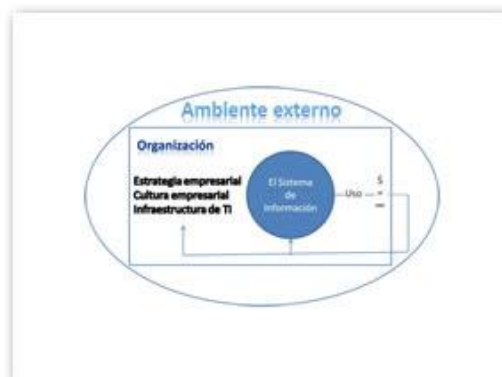 Ambiente externo
Organización
Estrategia empresarial
Cultura empresarial
Infraestructura de TI
El Sistema
de
Información
Uso
$